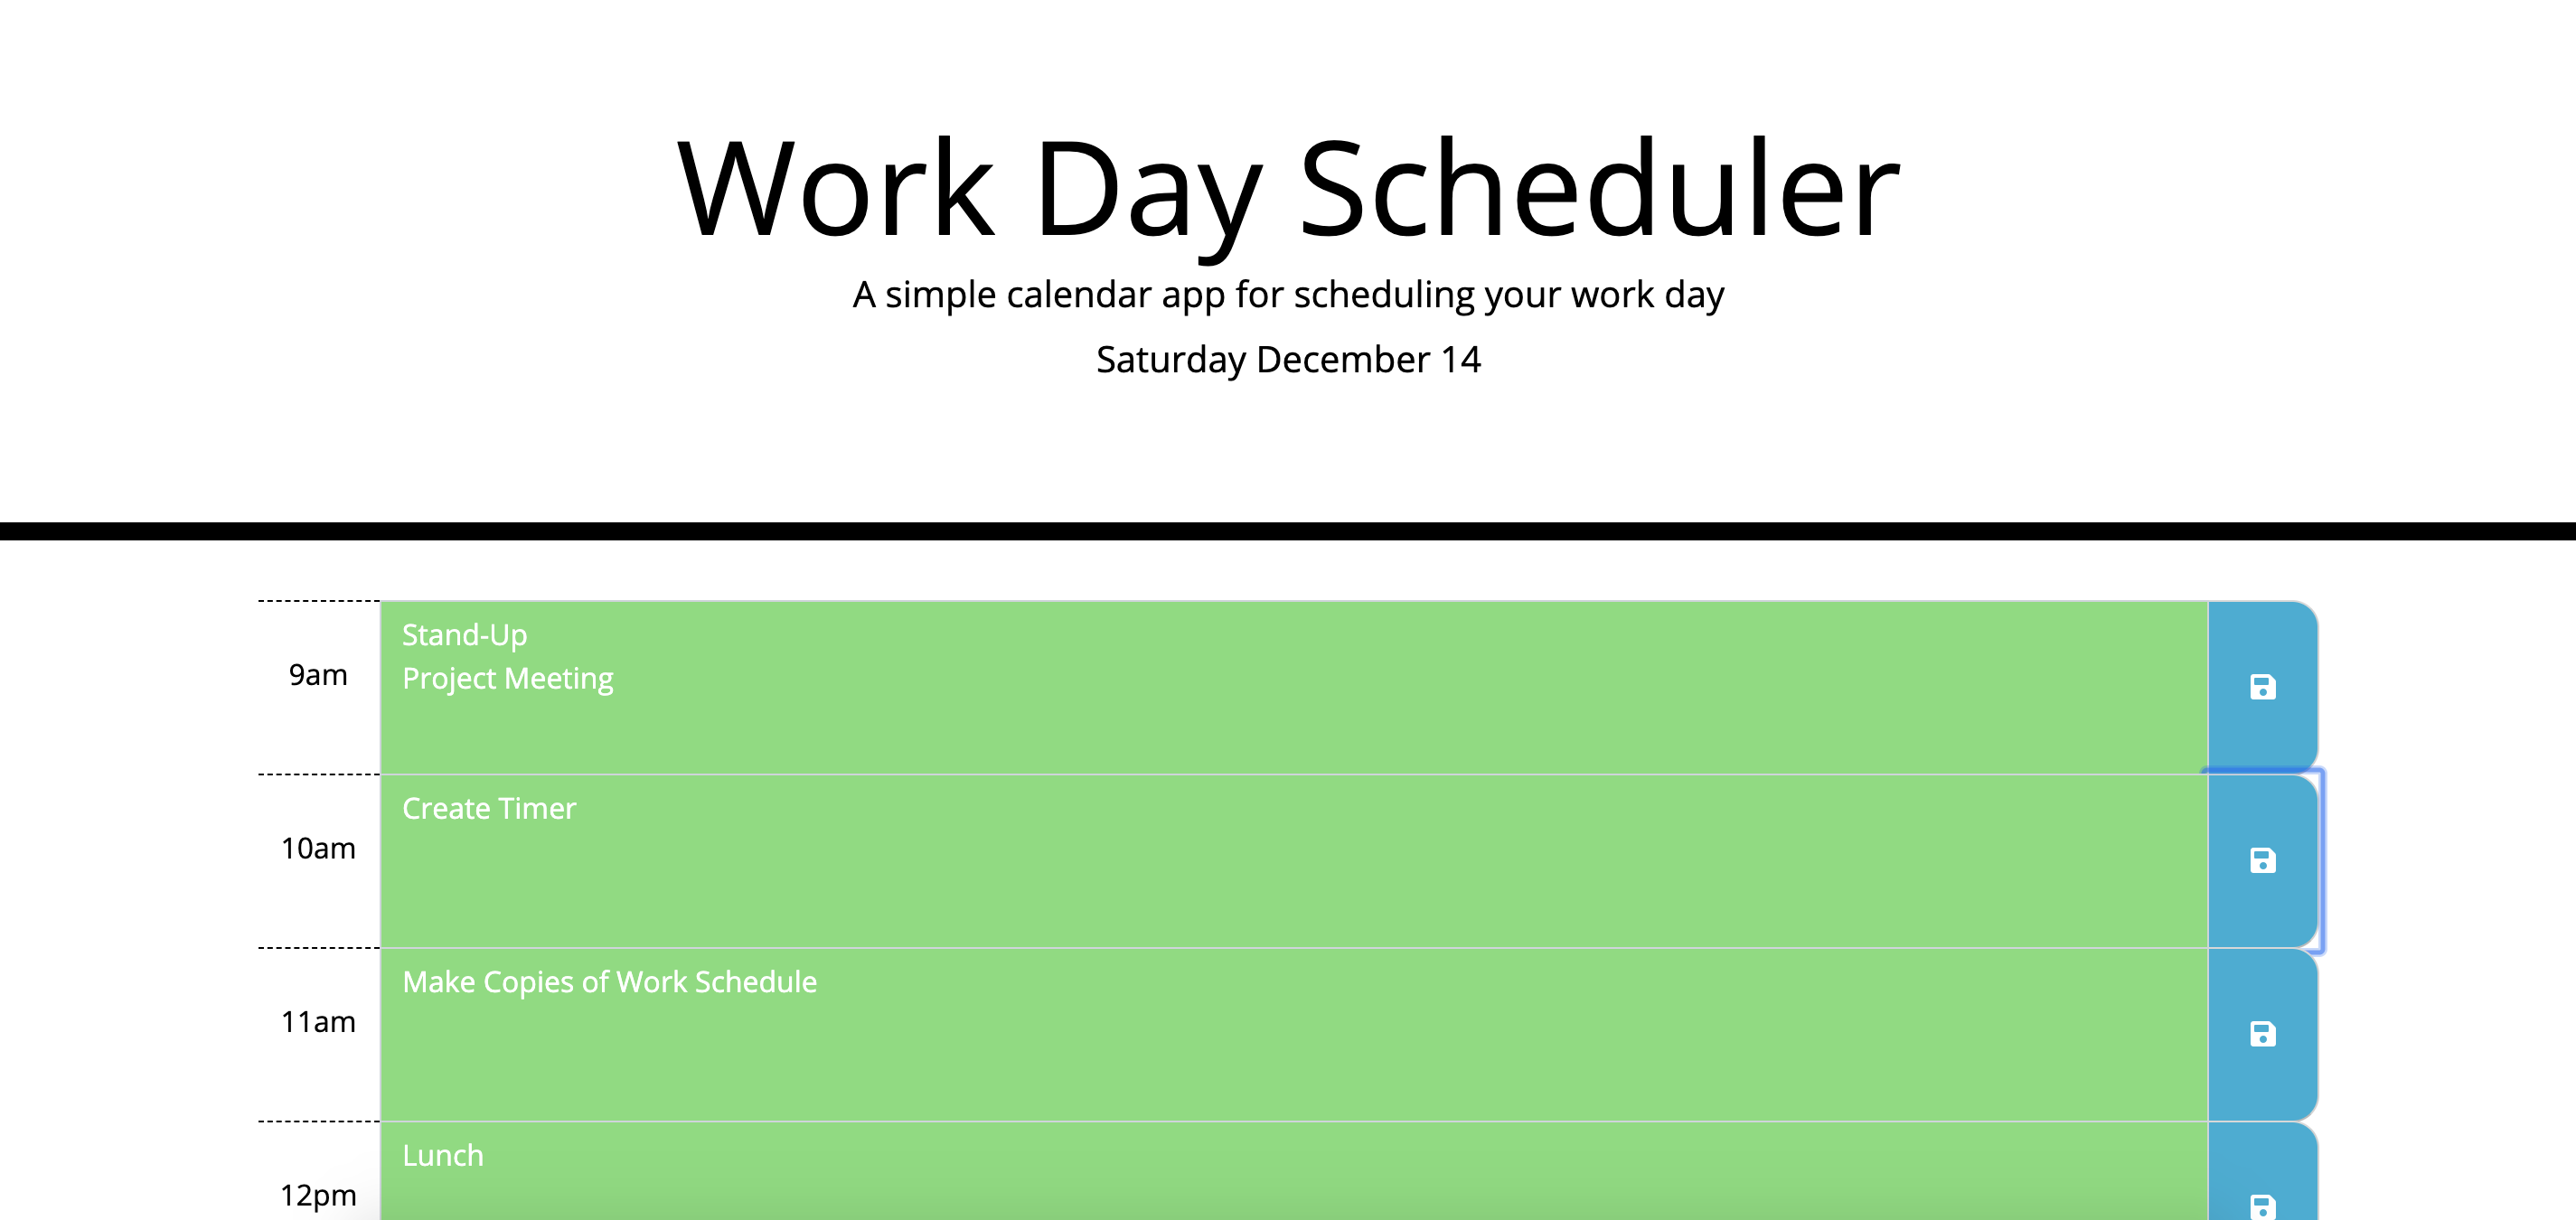 Work Day Scheduler
A simple calendar app for scheduling your work day
Saturday December 14
9am
Stand-Up
Project Meeting
10am
Create Timer
11am
Make Copies of Work Schedule
12pm
Lunch